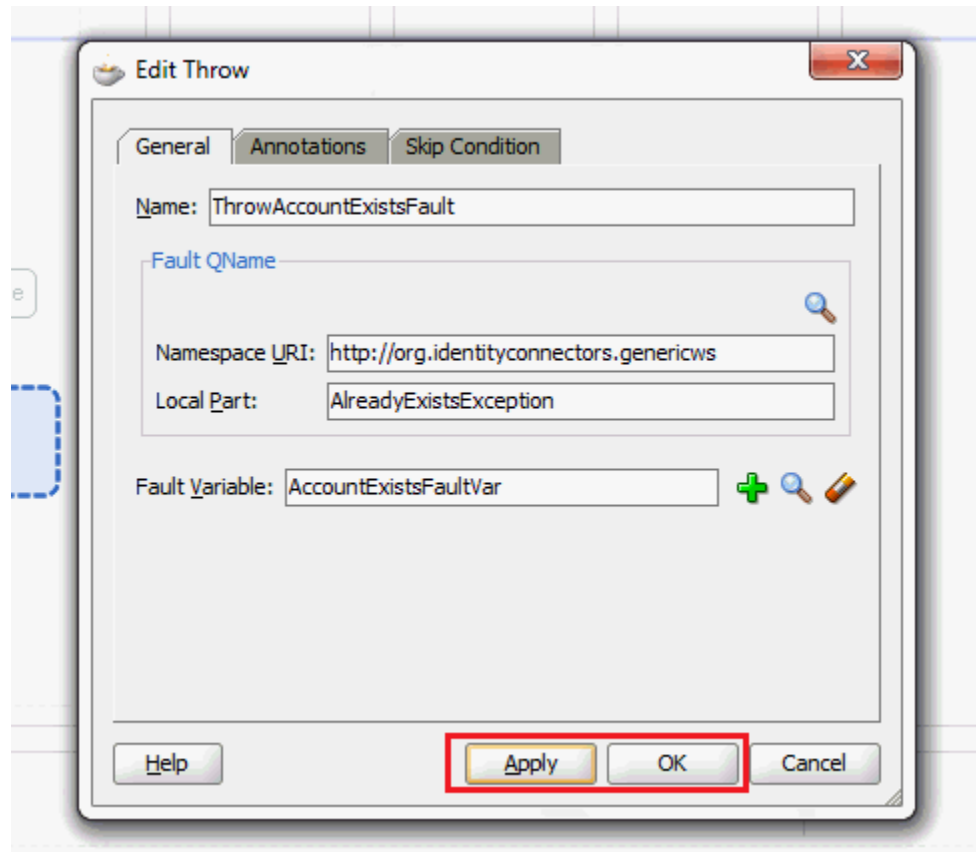 Edit Throw
General Annotations Skip Condition
Name: ThrowAccountExistsFault
Fault QName
e
Namespace URI: http://org.identityconnectors.genericws
Local Part: AlreadyExistsException
Fault Variable: AccountExistsFaultVar
Help Apply OK Cancel